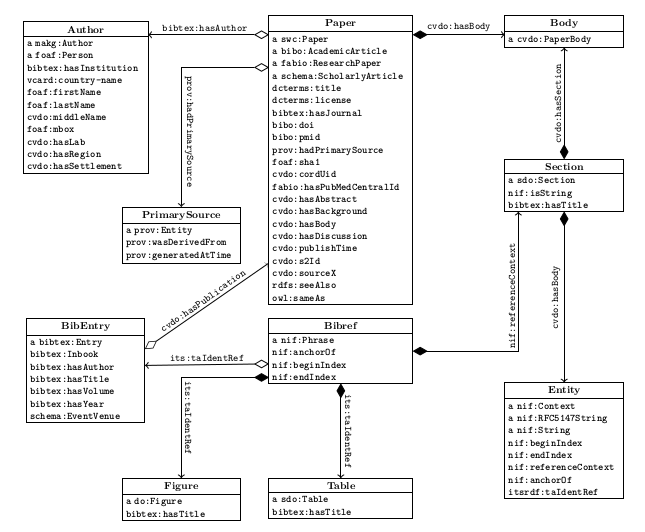 Author
a makg:Author
a foaf:Person
bibtex:hasInstitution
vcard:country-name
foaf:firstName
foaf:lastName
cvdo:middleName
foaf:mbox
cvdo:hasLab
cvdo:hasRegion
cvdo:hasSettlement
bibtex:hasAuthor
Paper
a swc:Paper
a bibo:AcademicArticle
a fabio:ResearchPaper
a schema:ScholarlyArticle
dcterms:title
dcterms:license
bibtex:hasJournal
bibo:doi
bibo:pmid
prov:hadPrimarySource
foaf:sha1
cvdo:cordUid
fabio:hasPubMedCentralId
cvdo:hasAbstract
cvdo:hasBackground
cvdo:hasBody
cvdo:hasDiscussion
cvdo:publishTime
cvdo:s2Id
cvdo:sourceX
rdfs:seeAlso
owl:sameAs
cvdo:hasBody
Body
a cvdo:PaperBody
prov:hadPrimarySource
cvdo:hasSection
PrimarySource
a prov:Entity
prov:wasDerivedFrom
prov:generatedAtTime
Section
a sdo:Section
nif:isString
bibtex:hasTitle
cvdo:hasPublication
nif:referenceContext
cvdo:hasBody
BibEntry
a bibtex:Entry
bibtex:Inbook
bibtex:hasAuthor
bibtex:hasTitle
bibtex:hasVolume
bibtex:hasYear
schema:EventVenue
its:taIdentRef
Bibref
a nif:Phrase
nif:anchorOf
nif:beginIndex
nif:endIndex
its:taIdentRef
its:taIdentRef
Entity
a nif:Context
a nif:RFC5147String
a nif:String
nif:beginIndex
nif:endIndex
nif:referenceContext
nif:anchorOf
itsrdf:taIdentRef
Figure
a do:Figure
bibtex:hasTitle
Table
a sdo:Table
bibtex:hasTitle